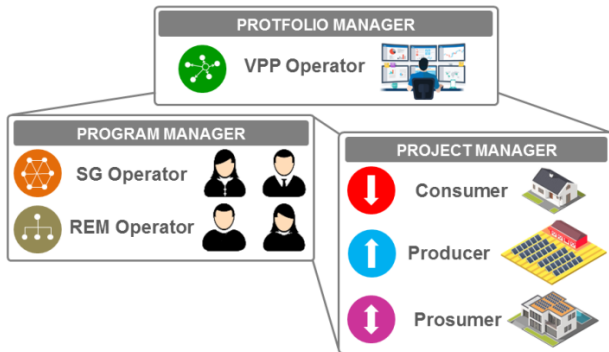 PROTFOLIO MANAGER
VPP Operator
PROGRAM MANAGER
SG Operator
REM Operator
PROJECT MANAGER
Consumer
Producer
Prosumer